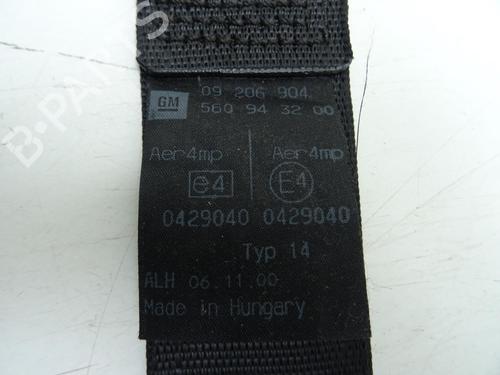 09 206 904
GM 560 94 32 00
Aer4mp Aer4mp
e4 E4
0429040 0429040
Typ 14
ALH 06.11.00
Made in Hungary
B-PARTS